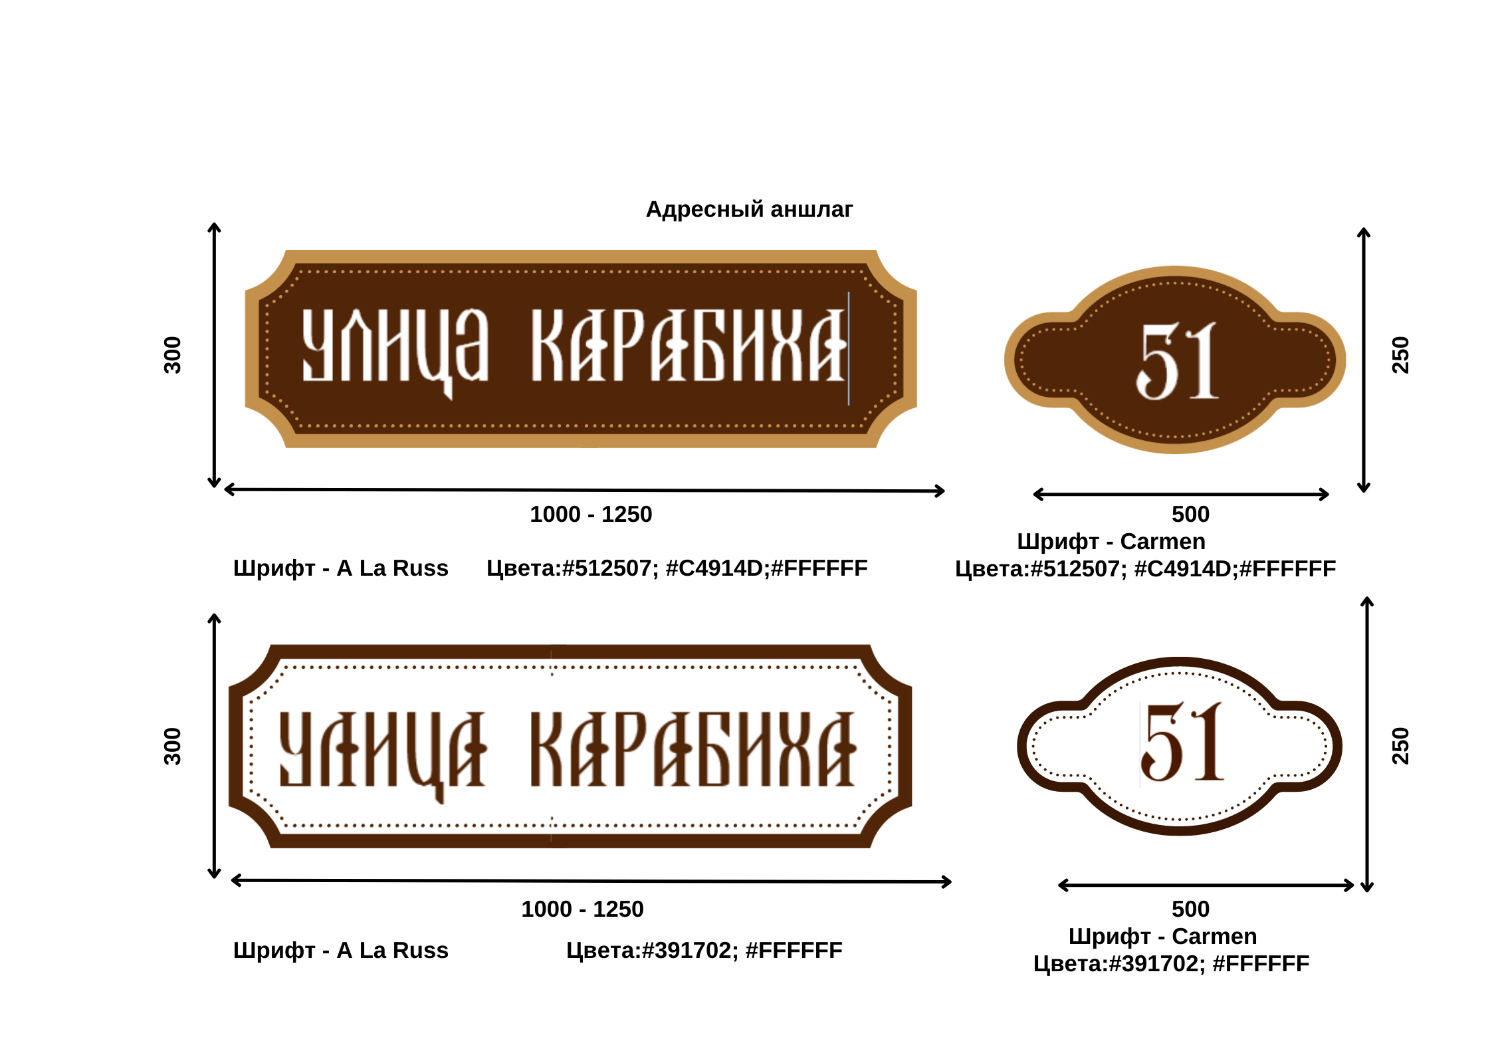 Адресный аншлаг
300
улица КАРАБИХА
51
250
1000 - 1250
500
Шрифт - Carmen
Шрифт - A La Russ Цвета:#512507; #C4914D;#FFFFFF
Цвета:#512507; #C4914D;#FFFFFF
300
УЛИЦА КАРАБИХА
51
250
1000 - 1250
500
Шрифт - Carmen
Шрифт - A La Russ Цвета:#391702; #FFFFFF
Цвета:#391702; #FFFFFF